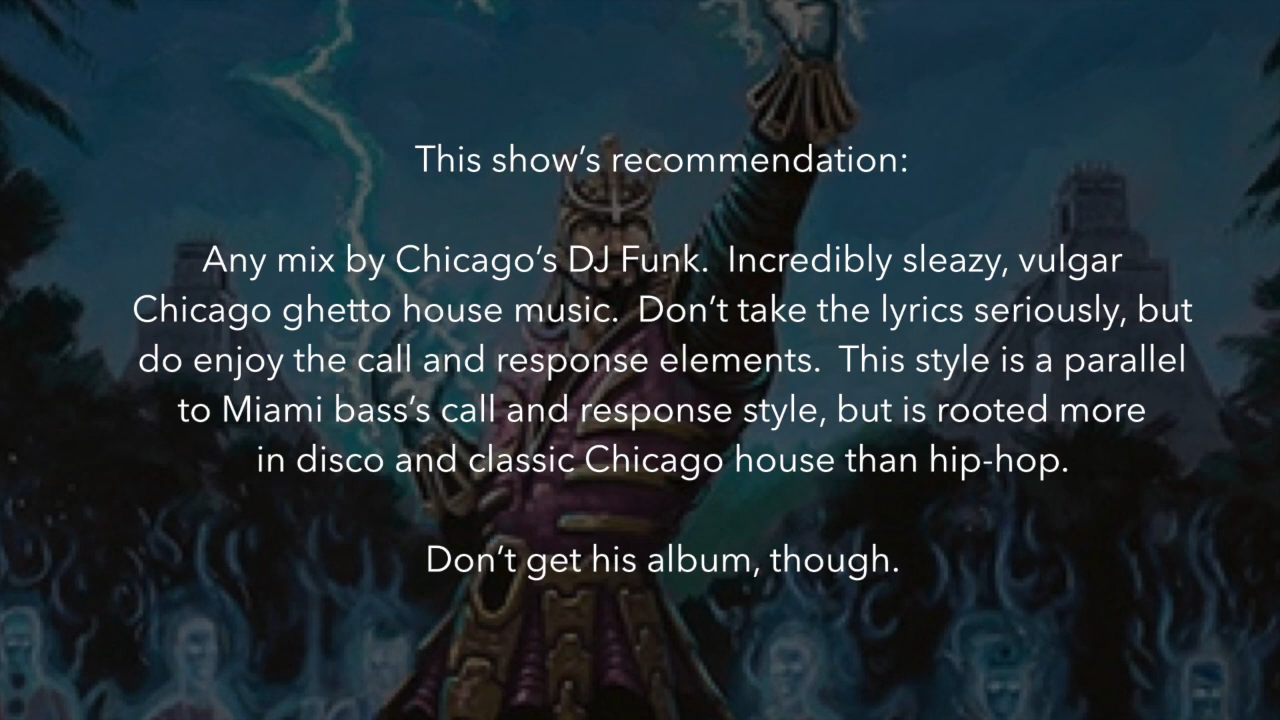 This show’s recommendation:
Any mix by Chicago’s DJ Funk.  Incredibly sleazy, vulgar
Chicago ghetto house music.  Don’t take the lyrics seriously, but
do enjoy the call and response elements.  This style is a parallel
to Miami bass’s call and response style, but is rooted more
in disco and classic Chicago house than hip-hop.
Don’t get his album, though.